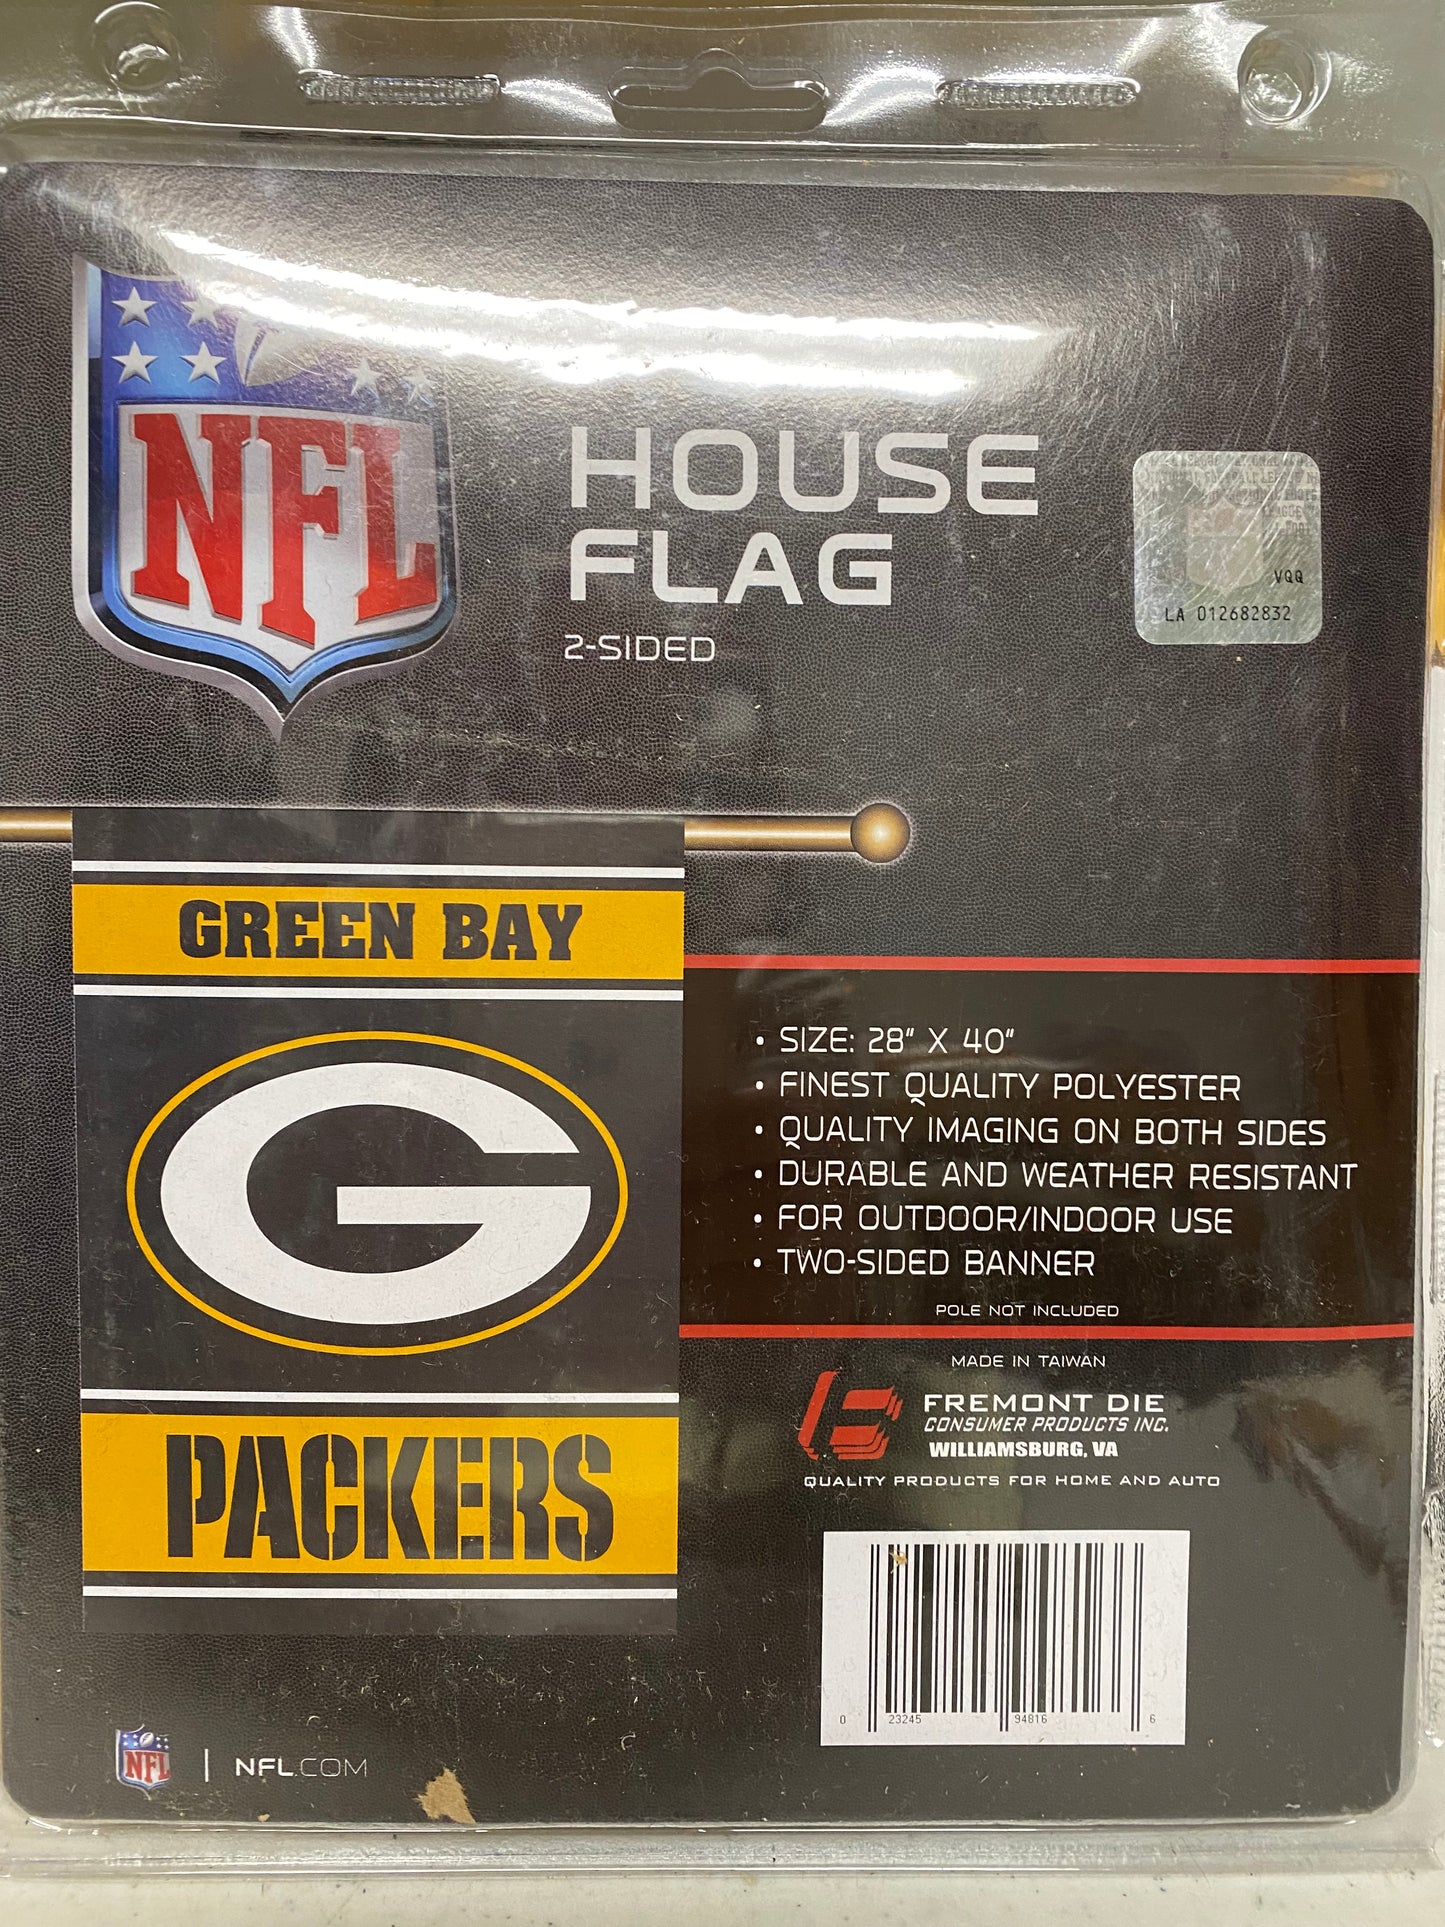 NFL
HOUSE
FLAG
2-SIDED
VQQ
LA 012682832
GREEN BAY
G
PACKERS
• SIZE: 28" X 40"
• FINEST QUALITY POLYESTER
• QUALITY IMAGING ON BOTH SIDES
• DURABLE AND WEATHER RESISTANT
• FOR OUTDOOR/INDOOR USE
• TWO-SIDED BANNER
POLE NOT INCLUDED
MADE IN TAIWAN
FREMONT DIE
CONSUMER PRODUCTS INC.
WILLIAMSBURG, VA
QUALITY PRODUCTS FOR HOME AND AUTO
0 23245 94816 6
NFL | NFL.COM